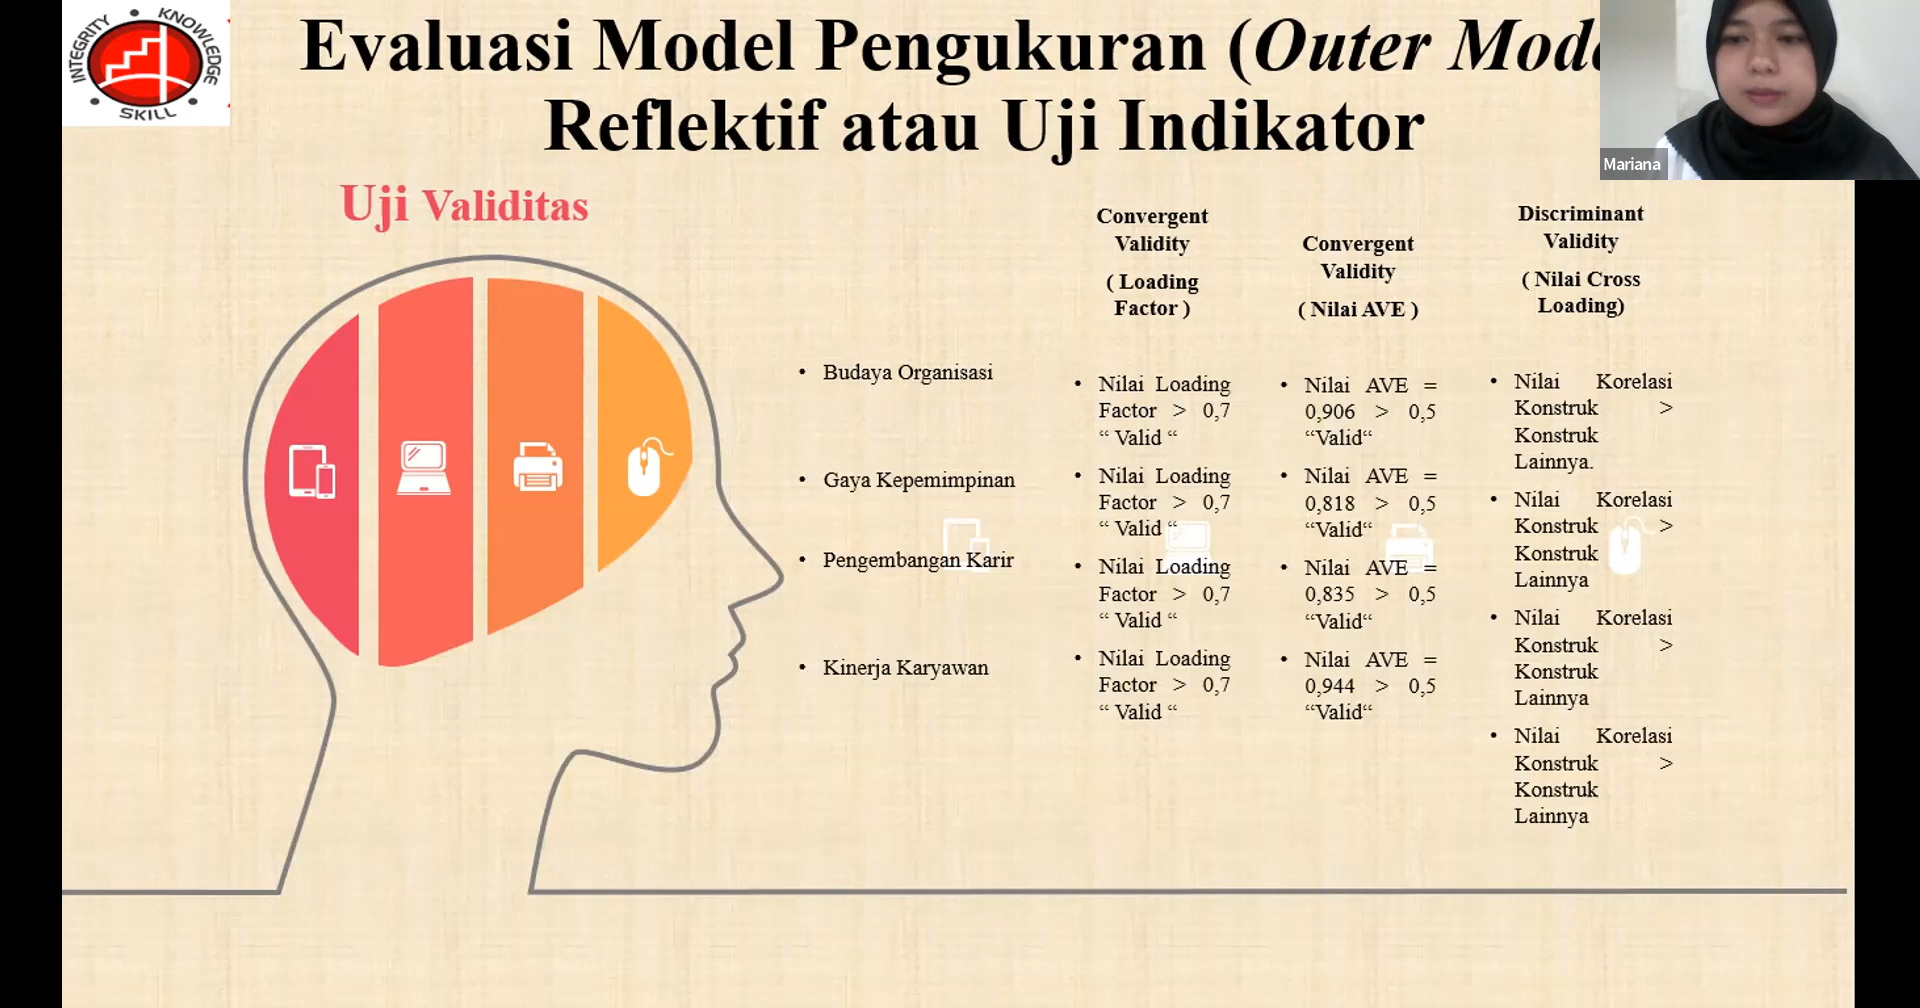 INTEGRITY
KNOWLEDGE
SKILL
Evaluasi Model Pengukuran (Outer Mode
Reflektif atau Uji Indikator
Mariana
Uji Validitas
Convergent
Validity
( Loading
Factor )
Convergent
Validity
( Nilai AVE )
Discriminant
Validity
( Nilai Cross
Loading)
• Budaya Organisasi
• Gaya Kepemimpinan
• Pengembangan Karir
• Kinerja Karyawan
• Nilai Loading
Factor > 0,7
“ Valid “
• Nilai Loading
Factor > 0,7
“ Valid “
• Nilai Loading
Factor > 0,7
“ Valid “
• Nilai Loading
Factor > 0,7
“ Valid “
• Nilai AVE =
0,906 > 0,5
“Valid“
• Nilai AVE =
0,818 > 0,5
“Valid“
• Nilai AVE =
0,835 > 0,5
“Valid“
• Nilai AVE =
0,944 > 0,5
“Valid“
• Nilai Korelasi
Konstruk >
Konstruk
Lainnya.
• Nilai Korelasi
Konstruk >
Konstruk
Lainnya
• Nilai Korelasi
Konstruk >
Konstruk
Lainnya
• Nilai Korelasi
Konstruk >
Konstruk
Lainnya